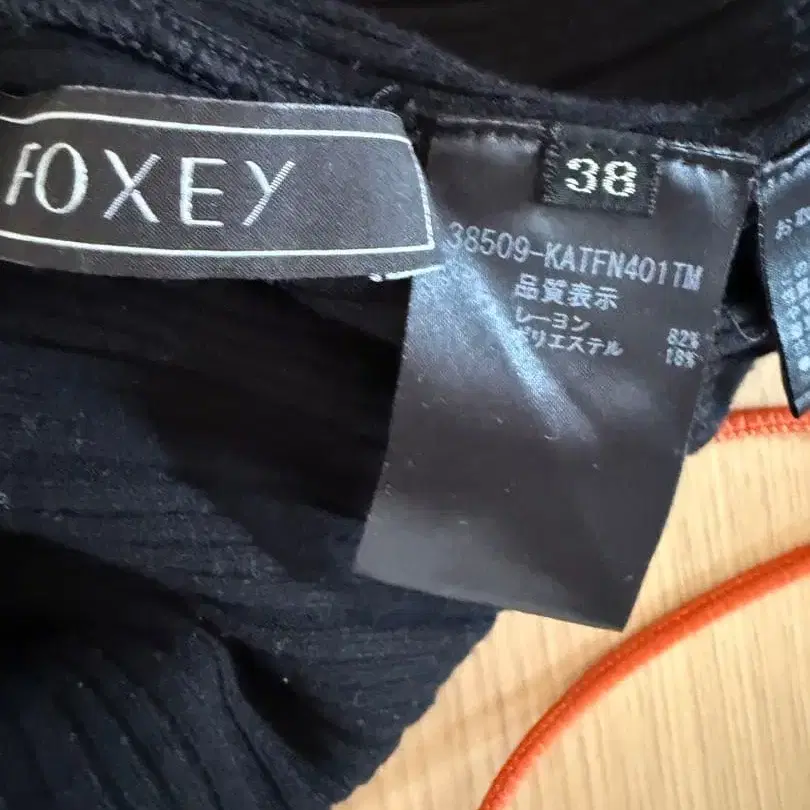 FOXEY
38
38509-KATFN401TM
品質表示
レーヨン 82%
ポリエステル 18%